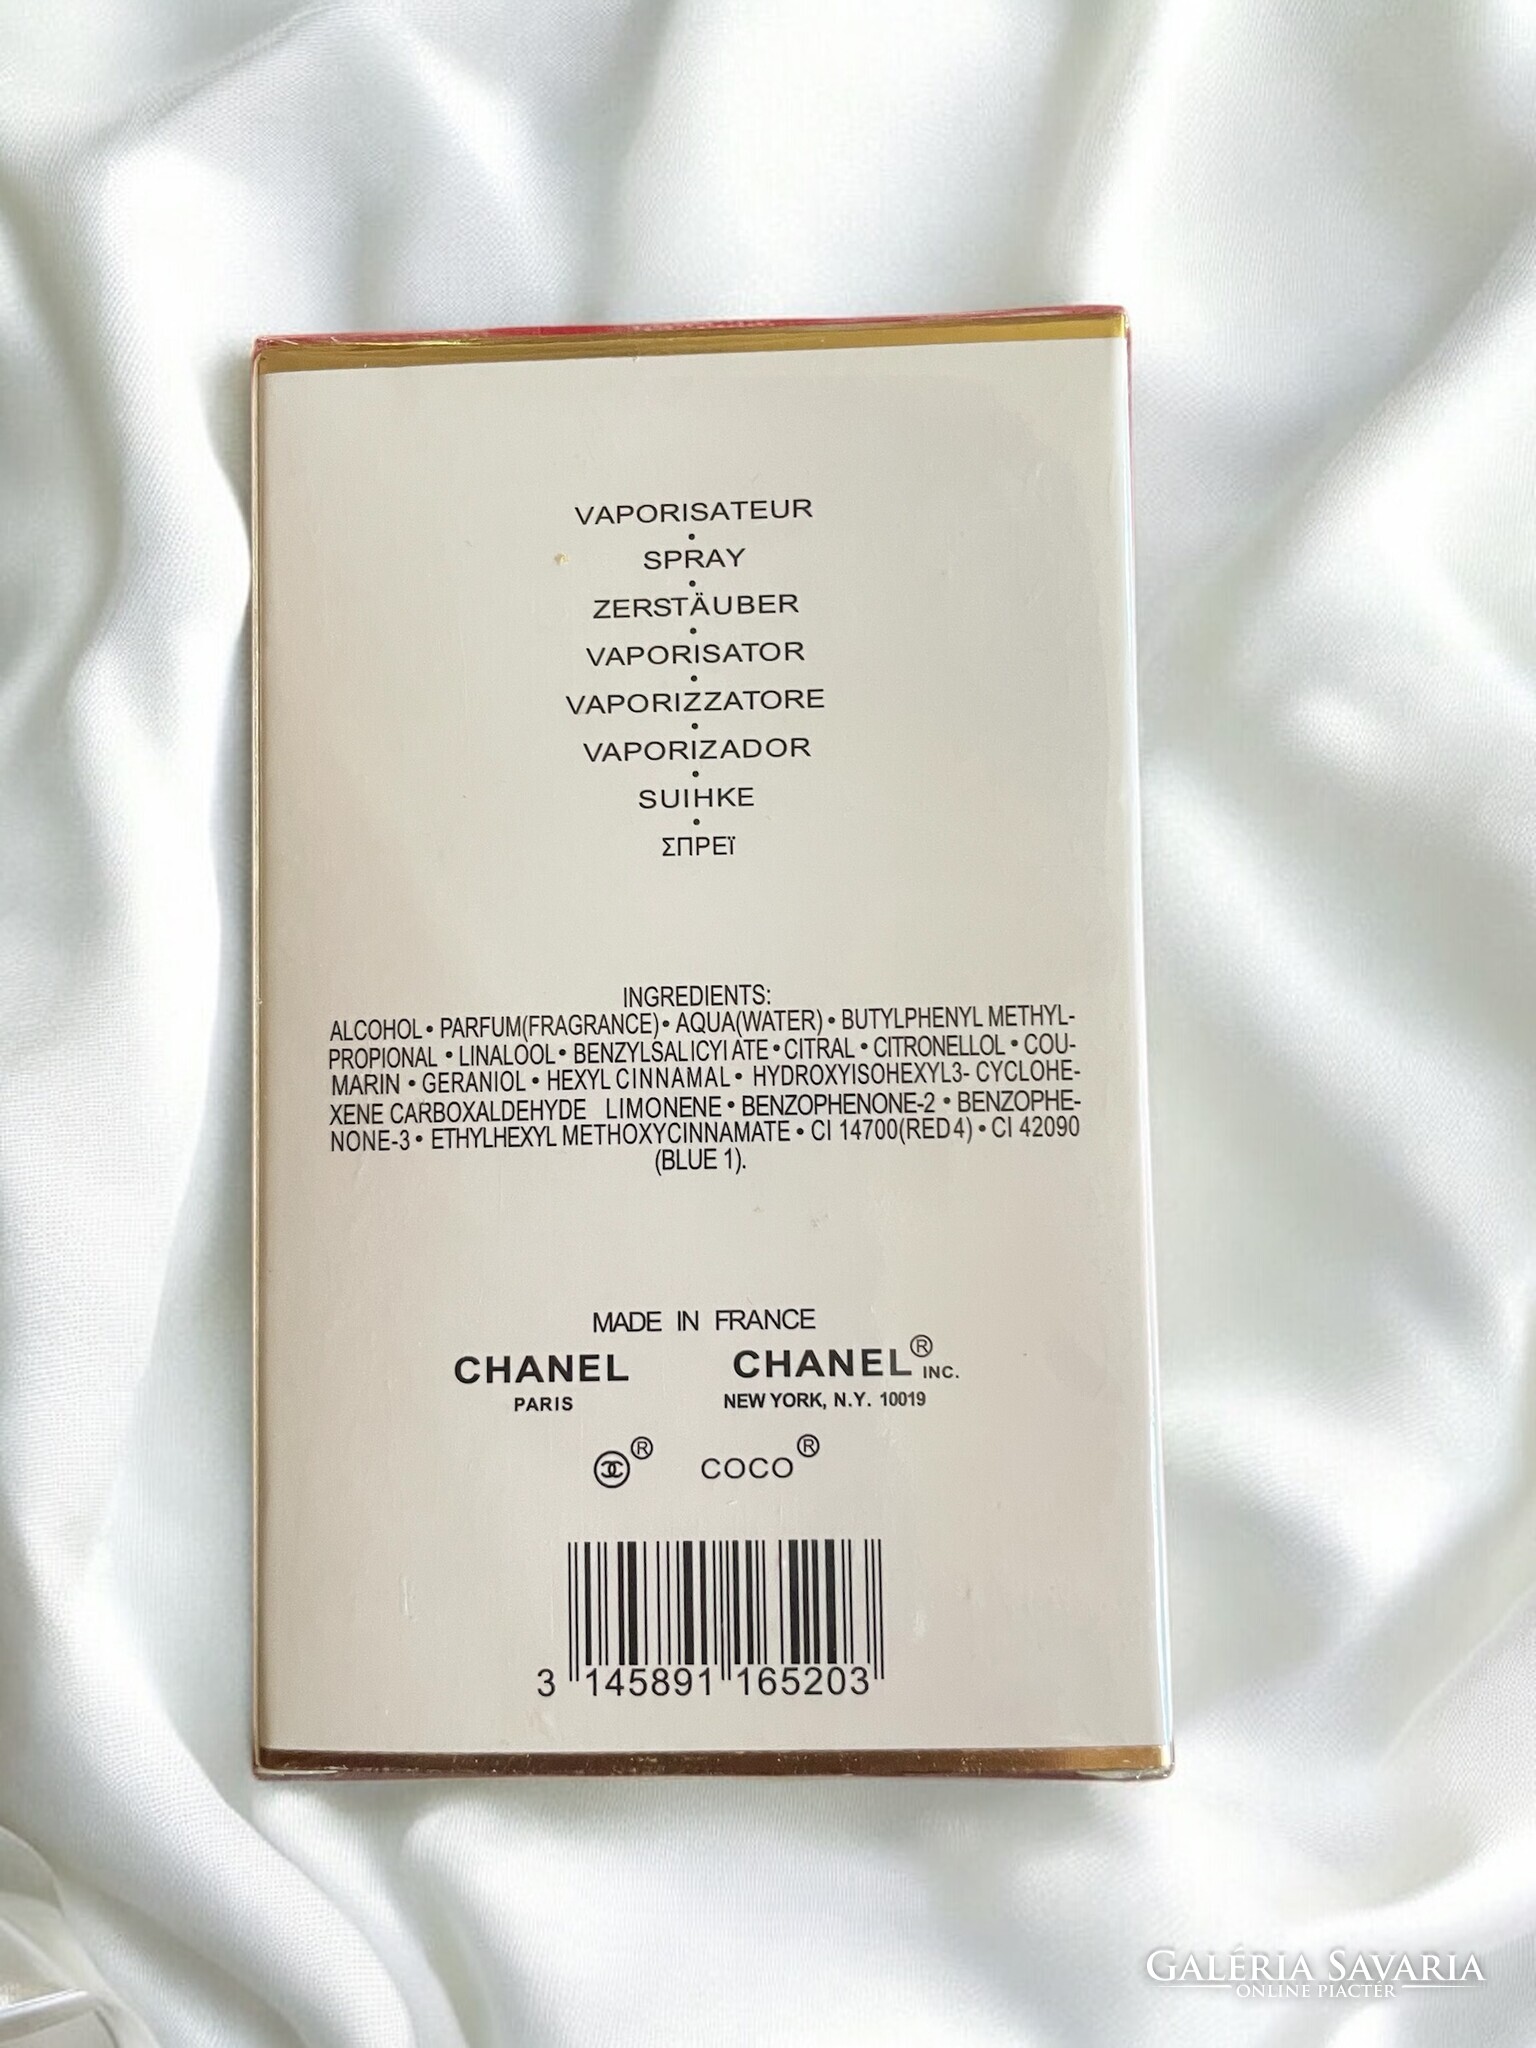 VAPORISATEUR
•
SPRAY
•
ZERSTÄUBER
•
VAPORISATOR
•
VAPORIZZATORE
•
VAPORIZADOR
•
SUIHKE
•
ΣΠΡΕΪ
INGREDIENTS:
ALCOHOL • PARFUM(FRAGRANCE) • AQUA(WATER) • BUTYLPHENYL METHYL-
PROPIONAL • LINALOOL • BENZYLSALICYIATE • CITRAL • CITRONELLOL • COU-
MARIN • GERANIOL • HEXYL CINNAMAL • HYDROXYISOHEXYL3- CYCLOHE-
XENE CARBOXALDEHYDE LIMONENE • BENZOPHENONE-2 • BENZOPHE-
NONE-3 • ETHYLHEXYL METHOXYCINNAMATE • CI 14700(RED4) • CI 42090
(BLUE 1).
MADE IN FRANCE
CHANEL CHANEL® INC.
PARIS NEW YORK, N.Y. 10019
® COCO®
3 145891 165203
GALÉRIA SAVARIA
ONLINE PIACTÉR